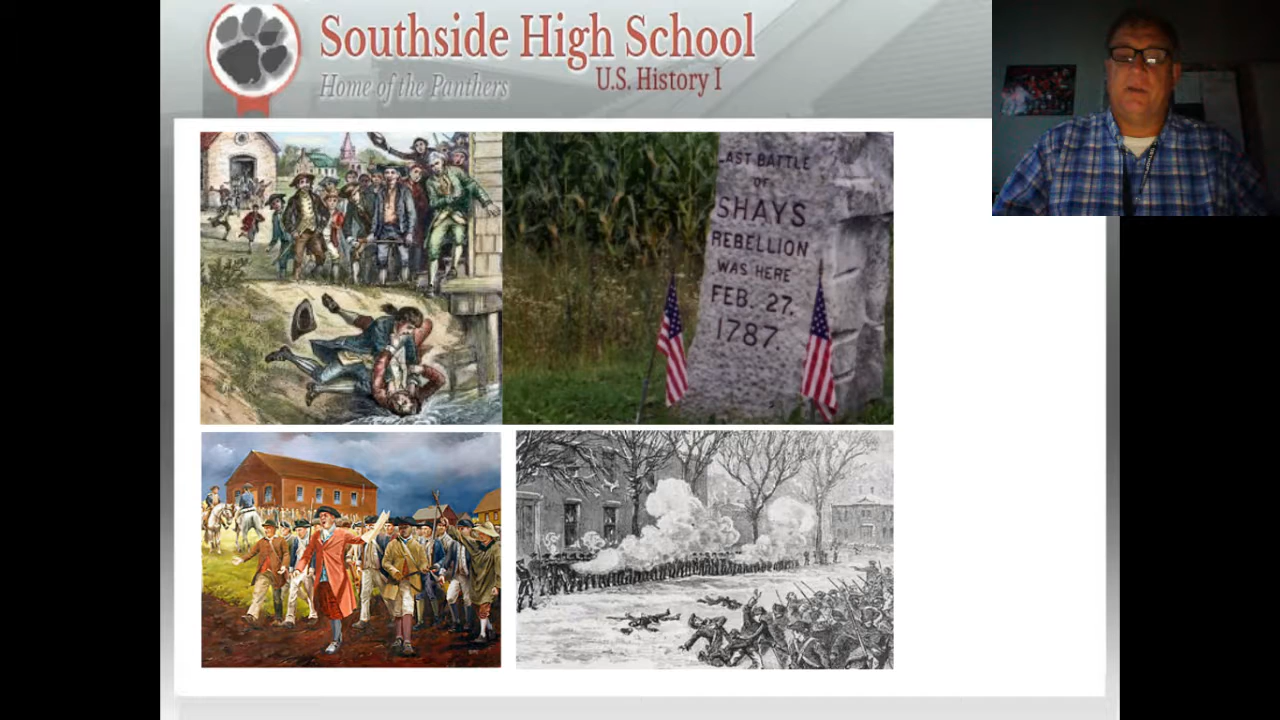 Southside High School
Home of the Panthers
U.S. History I
LAST BATTLE
OF
SHAYS
REBELLION
WAS HERE
FEB. 27,
1787.